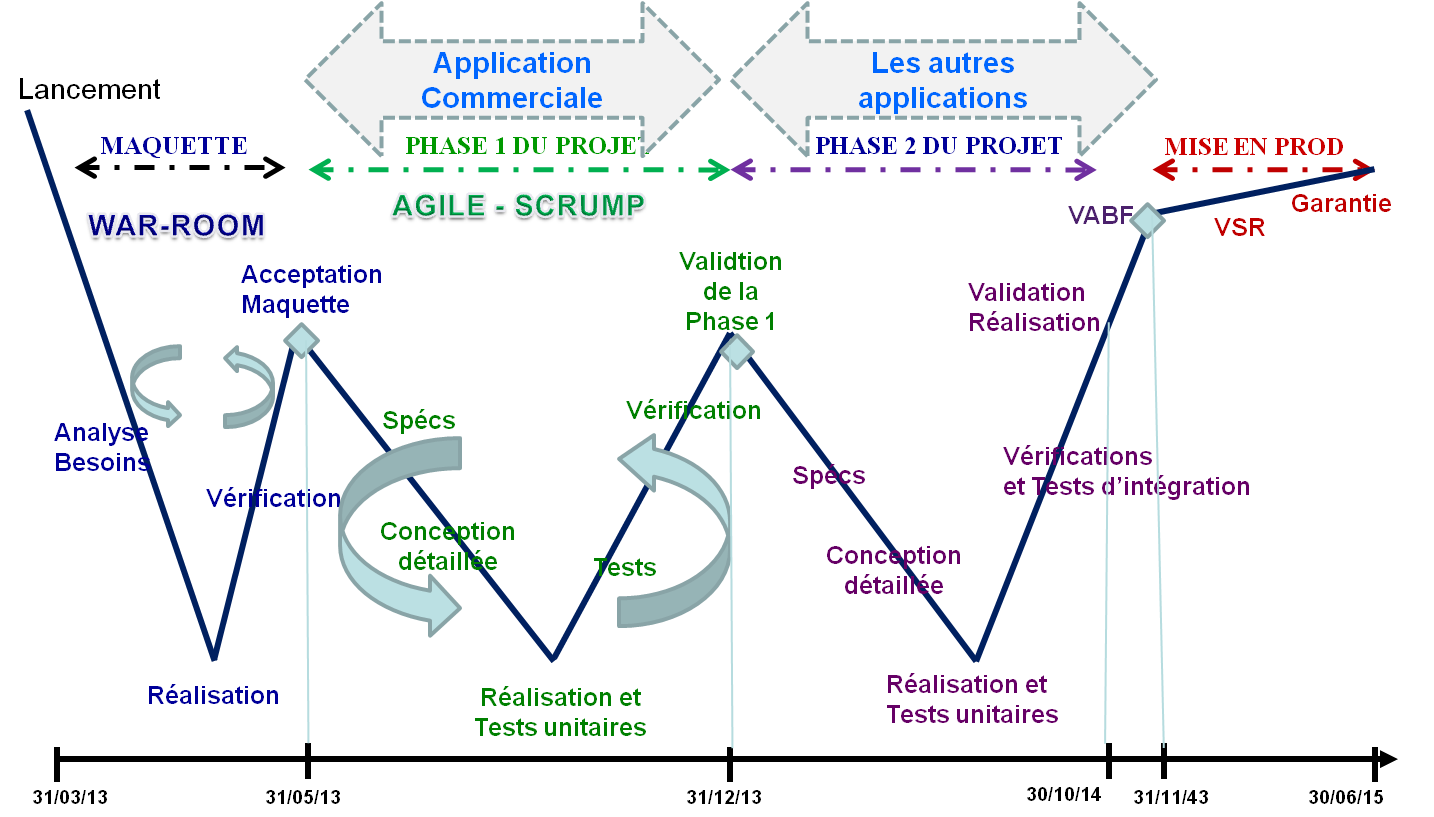 Application
Commerciale
Les autres
applications
Lancement
MAQUETTE
PHASE 1 DU PROJET
PHASE 2 DU PROJET
MISE EN PROD
WAR-ROOM
AGILE - SCRUMP
VABF
VSR
Garantie
Acceptation
Maquette
Validtion
de la
Phase 1
Validation
Réalisation
Analyse
Besoins
Vérification
Spécs
Conception
détaillée
Vérification
Tests
Spécs
Conception
détaillée
Vérifications
et Tests d'intégration
Réalisation
Réalisation et
Tests unitaires
Réalisation et
Tests unitaires
31/03/13
31/05/13
31/12/13
30/10/14
31/11/43
30/06/15